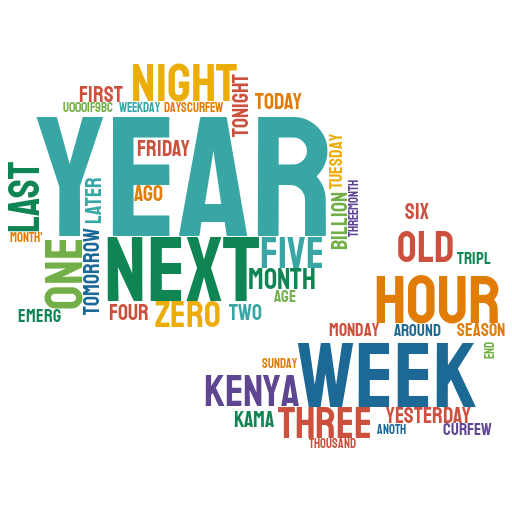 NIGHT
FIRST
TODAY
U0001F9BC
WEEKDAY
DAYSCURFEW
TONIGHT
YEAR
FRIDAY
TUESDAY
LAST
LATER
AGO
BILLION
THREEMONTH
MONTH'
SIX
ONE
TOMORROW
NEXT
FIVE
OLD
TRIPL
MONTH
AGE
HOUR
EMERG
FOUR
ZERO
TWO
MONDAY
AROUND
SEASON
END
SUNDAY
WEEK
KENYA
KAMA
THREE
YESTERDAY
ANOTH
CURFEW
THOUSAND